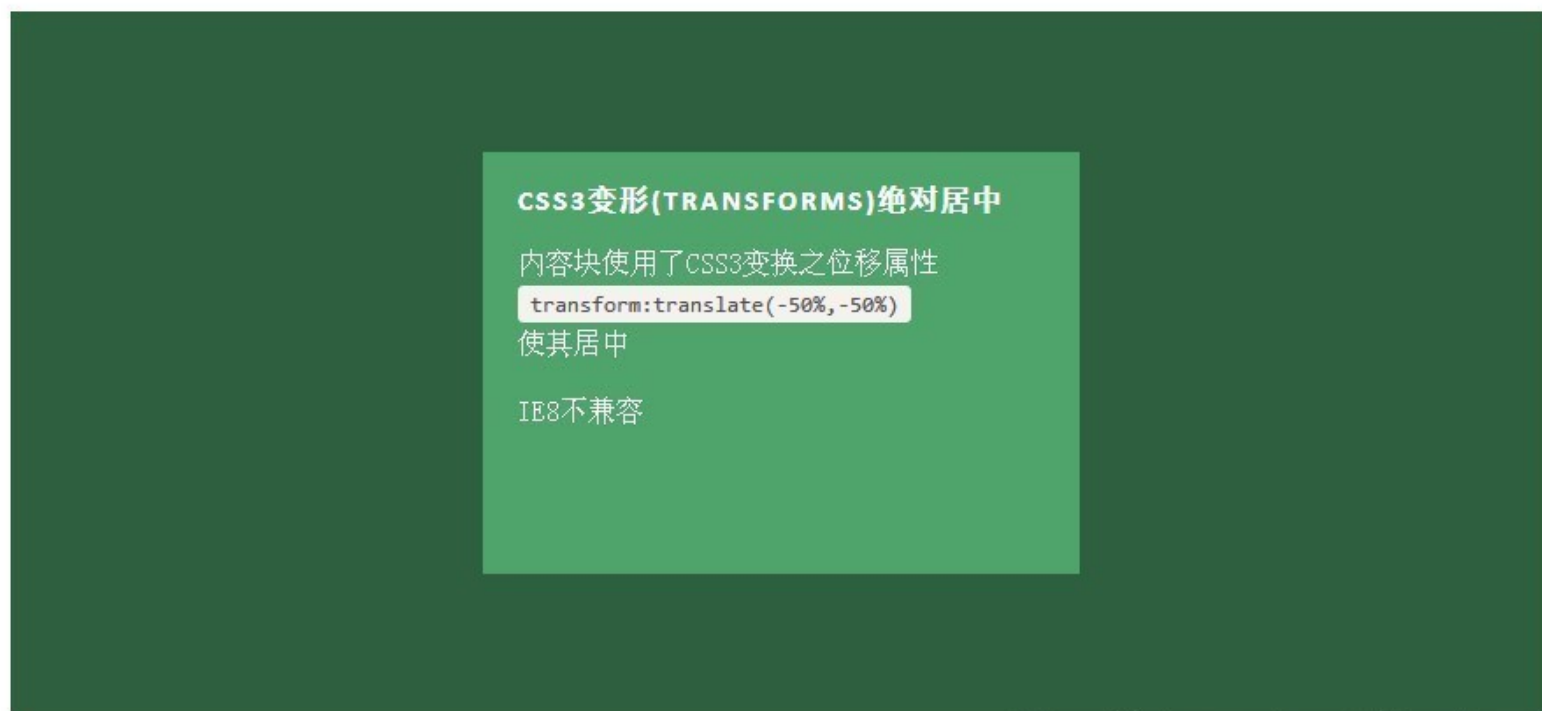 CSS3变形(TRANSFORMS)绝对居中
内容块使用了CSS3变换之位移属性
transform:translate(-50%,-50%)
使其居中
IE8不兼容